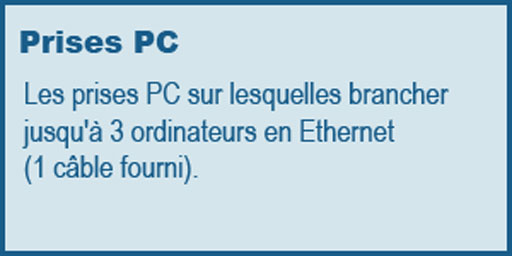 Prises PC
Les prises PC sur lesquelles brancher
jusqu'à 3 ordinateurs en Ethernet
(1 câble fourni).